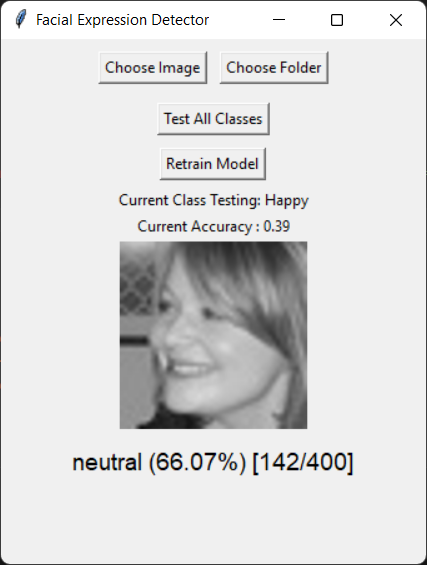 Facial Expression Detector
Choose Image Choose Folder
Test All Classes
Retrain Model
Current Class Testing: Happy
Current Accuracy : 0.39
neutral (66.07%) [142/400]